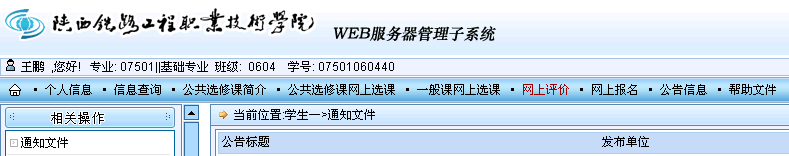 陕西铁路工程职业技术学院 WEB服务器管理子系统
王鹏 ,您好! 专业: 07501||基础专业 班级: 0604 学号: 07501060440
个人信息 · 信息查询 · 公共选修课简介 · 公共选修课网上选课 · 一般课网上选课 · 网上评价 · 网上报名 · 公告信息 · 帮助文件
相关操作
当前位置:学生一->通知文件
通知文件
公告标题 发布单位